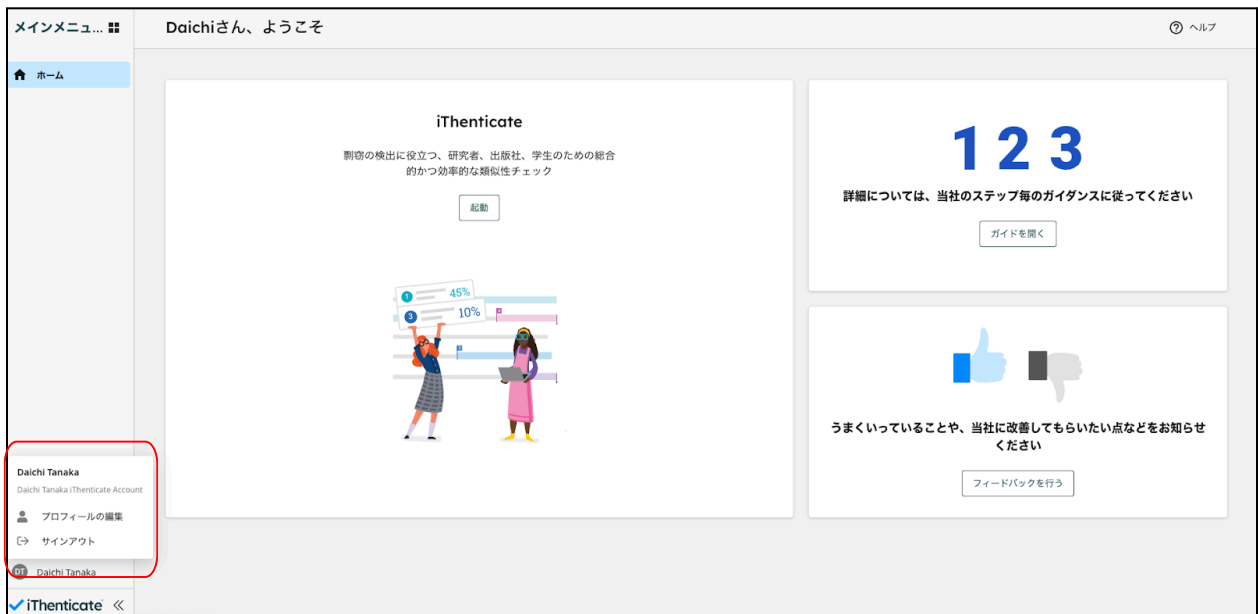 メインメニュ...
Daichiさん、ようこそ
ヘルプ
ホーム
iThenticate
剽窃の検出に役立つ、研究者、出版社、学生のための総合
的かつ効率的な類似性チェック
起動
1 45%
3 10%
1 2 3
詳細については、当社のステップ毎のガイダンスに従ってください
ガイドを開く
うまくいっていることや、当社に改善してもらいたい点などをお知らせ
ください
フィードバックを行う
Daichi Tanaka
Daichi Tanaka iThenticate Account
プロフィールの編集
サインアウト
DT Daichi Tanaka
iThenticate